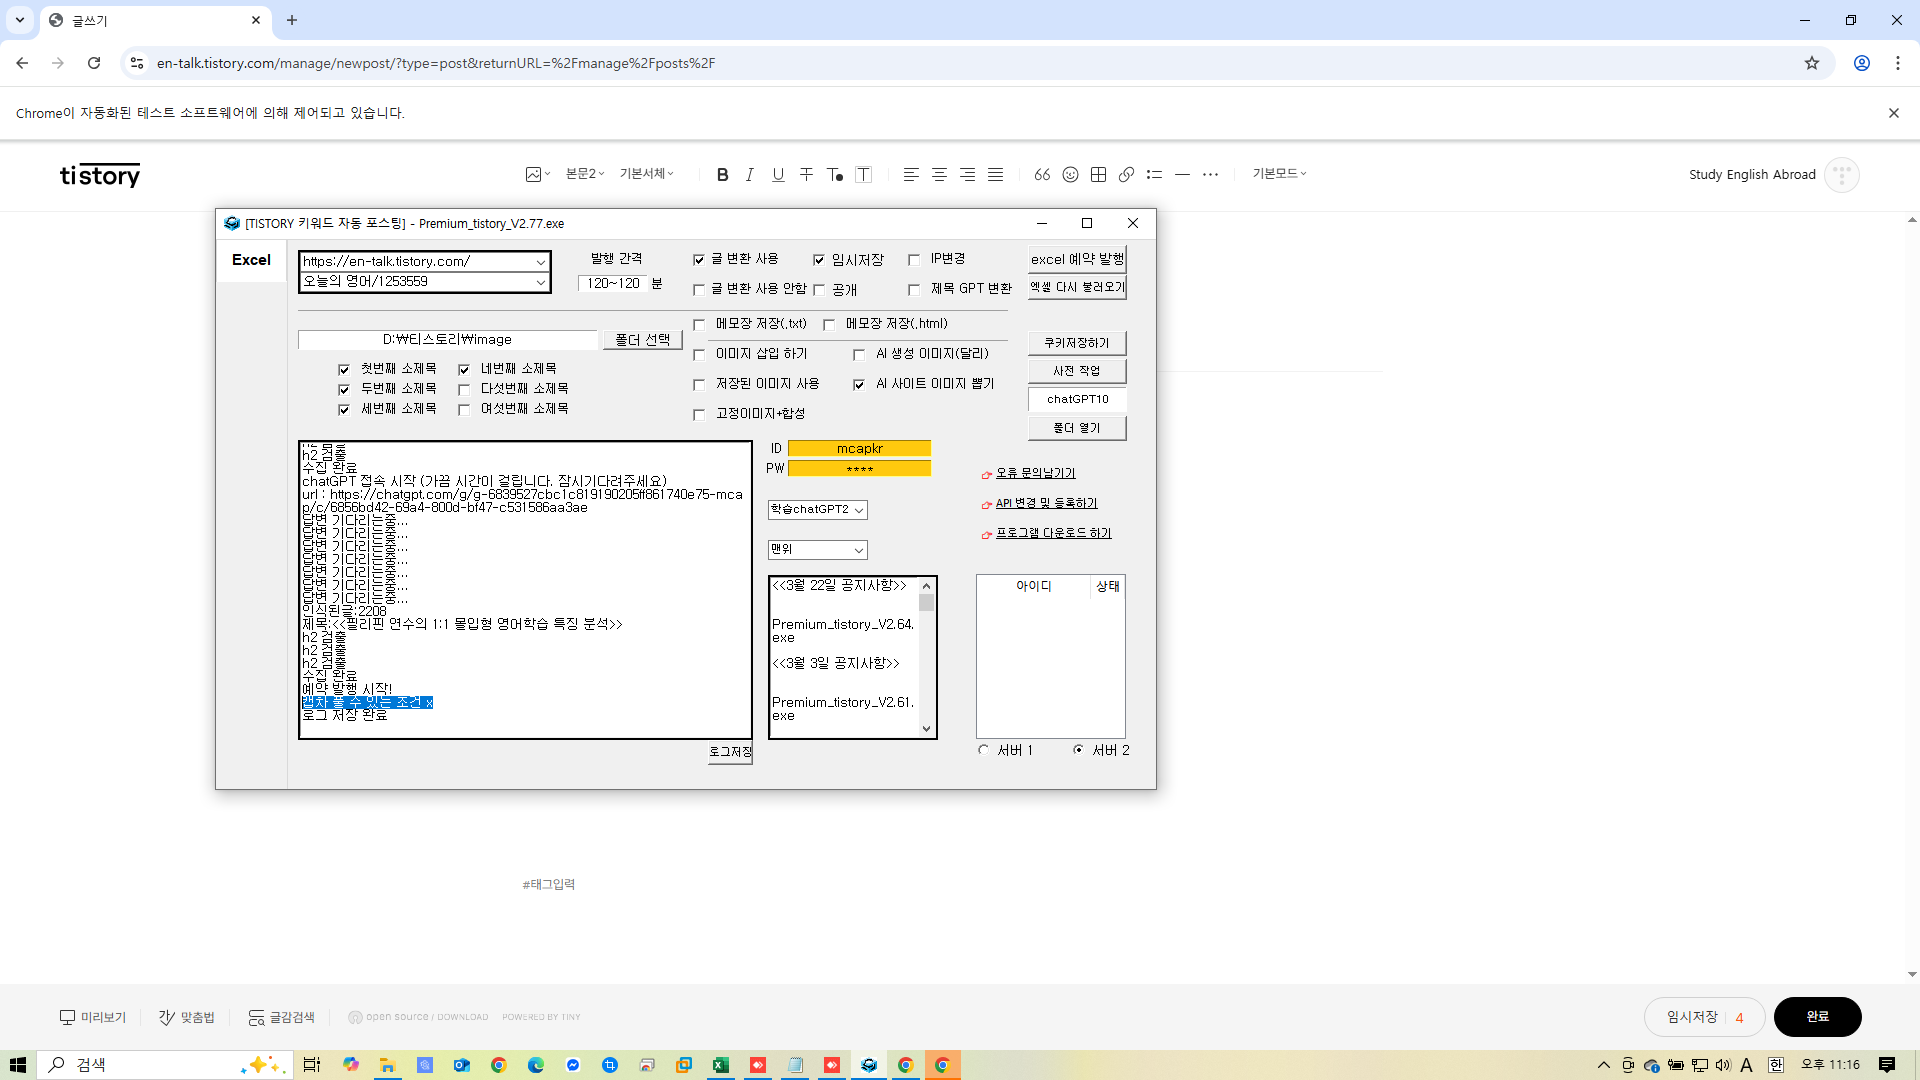 글쓰기
en-talk.tistory.com/manage/newpost/?type=post&returnURL=%2Fmanage%2Fposts%2F
Chrome이 자동화된 테스트 소프트웨어에 의해 제어되고 있습니다.
tistory
본문2
기본서체
기본모드
Study English Abroad
[TISTORY 키워드 자동 포스팅] - Premium_tistory_V2.77.exe
Excel
https://en-talk.tistory.com/
오늘의 영어/1253559
발행 간격
120~120 분
글 변환 사용
임시저장
IP변경
글 변환 사용 안함
공개
제목 GPT 변환
excel 예약 발행
엑셀 다시 불러오기
D:₩티스토리₩image
폴더 선택
메모장 저장(.txt)
메모장 저장(.html)
이미지 삽입 하기
AI 생성 이미지(달리)
저장된 이미지 사용
AI 사이트 이미지 뽑기
고정이미지+합성
쿠키저장하기
사전 작업
chatGPT10
폴더 열기
첫번째 소제목
네번째 소제목
두번째 소제목
다섯번째 소제목
세번째 소제목
여섯번째 소제목
h2 검출
h2 검출
수집 완료
chatGPT 접속 시작 (가끔 시간이 걸립니다. 잠시기다려주세요)
url : https://chatgpt.com/g/g-6839527cbc1c819190205ff861740e75-mca
p/c/6856bd42-69a4-800d-bf47-c531586aa3ae
답변 기다리는중...
답변 기다리는중...
답변 기다리는중...
답변 기다리는중...
답변 기다리는중...
답변 기다리는중...
답변 기다리는중...
인식된글:2208
제목:<<필리핀 연수의 1:1 몰입형 영어학습 특징 분석>>
h2 검출
h2 검출
h2 검출
수집 완료
예약 발행 시작!
캡차 풀 수 있는 조건 x
로그 저장 완료
로그저장
ID mcapkr
PW ****
학습chatGPT2
맨위
오류 문의남기기
API 변경 및 등록하기
프로그램 다운로드 하기
<<3월 22일 공지사항>>
Premium_tistory_V2.64.
exe
<<3월 3일 공지사항>>
Premium_tistory_V2.61.
exe
아이디
상태
서버 1
서버 2
#태그입력
미리보기
맞춤법
글감검색
open source / DOWNLOAD
POWERED BY TINY
임시저장 4
완료
검색
A
한
오후 11:16